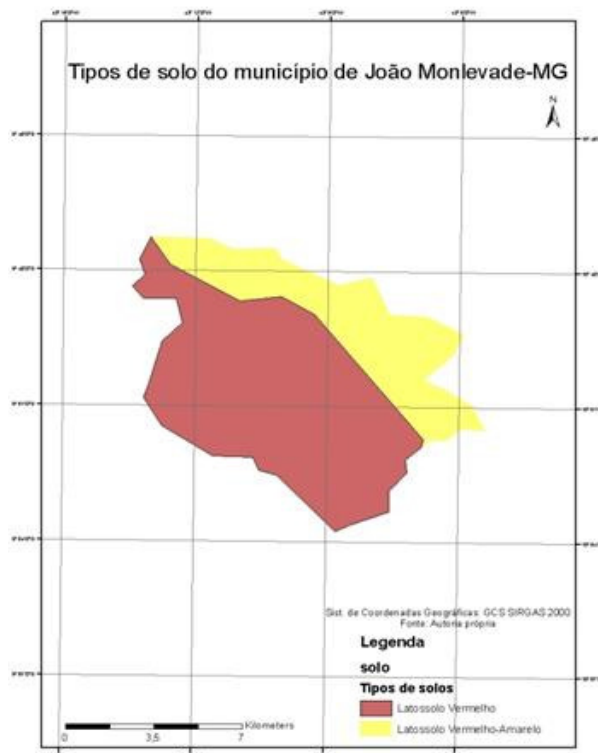 Tipos de solo do município de João Monlevade-MG
N
Sist. de Coordenadas Geográficas: GCS SIRGAS 2000
Fonte: Autoria própria
Legenda
solo
Tipos de solos
Latossolo Vermelho
Latossolo Vermelho-Amarelo
Kilometers
0 3,5 7